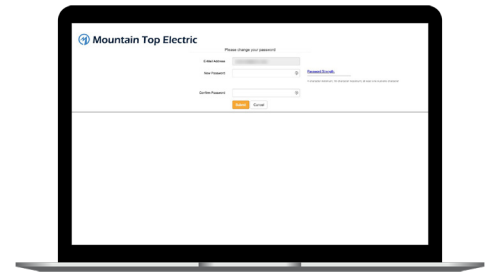 Mountain Top Electric
Please change your password
E-Mail Address
New Password
Password Strength
Confirm Password
Submit Cancel